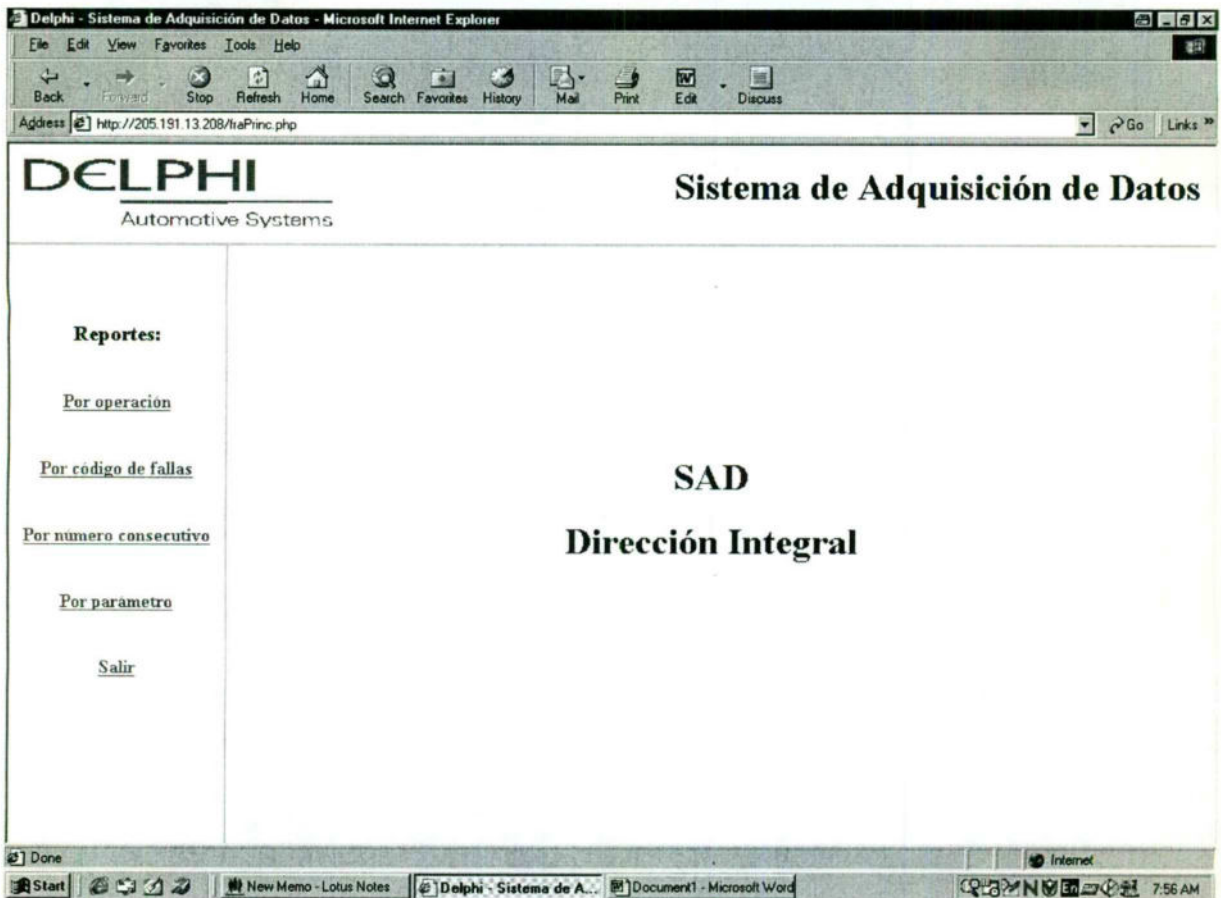 Delphi - Sistema de Adquisición de Datos - Microsoft Internet Explorer
File Edit View Favorites Tools Help
Back Forward Stop Refresh Home Search Favorites History Mail Print Edit Discuss
Address http://205.191.13.208/fraPrinc.php Go Links »
DELPHI
Automotive Systems
Sistema de Adquisición de Datos
Reportes:
Por operación
Por código de fallas
Por número consecutivo
Por parámetro
Salir
SAD
Dirección Integral
Done Internet
Start New Memo - Lotus Notes Delphi - Sistema de A... Document1 - Microsoft Word En 7:56 AM